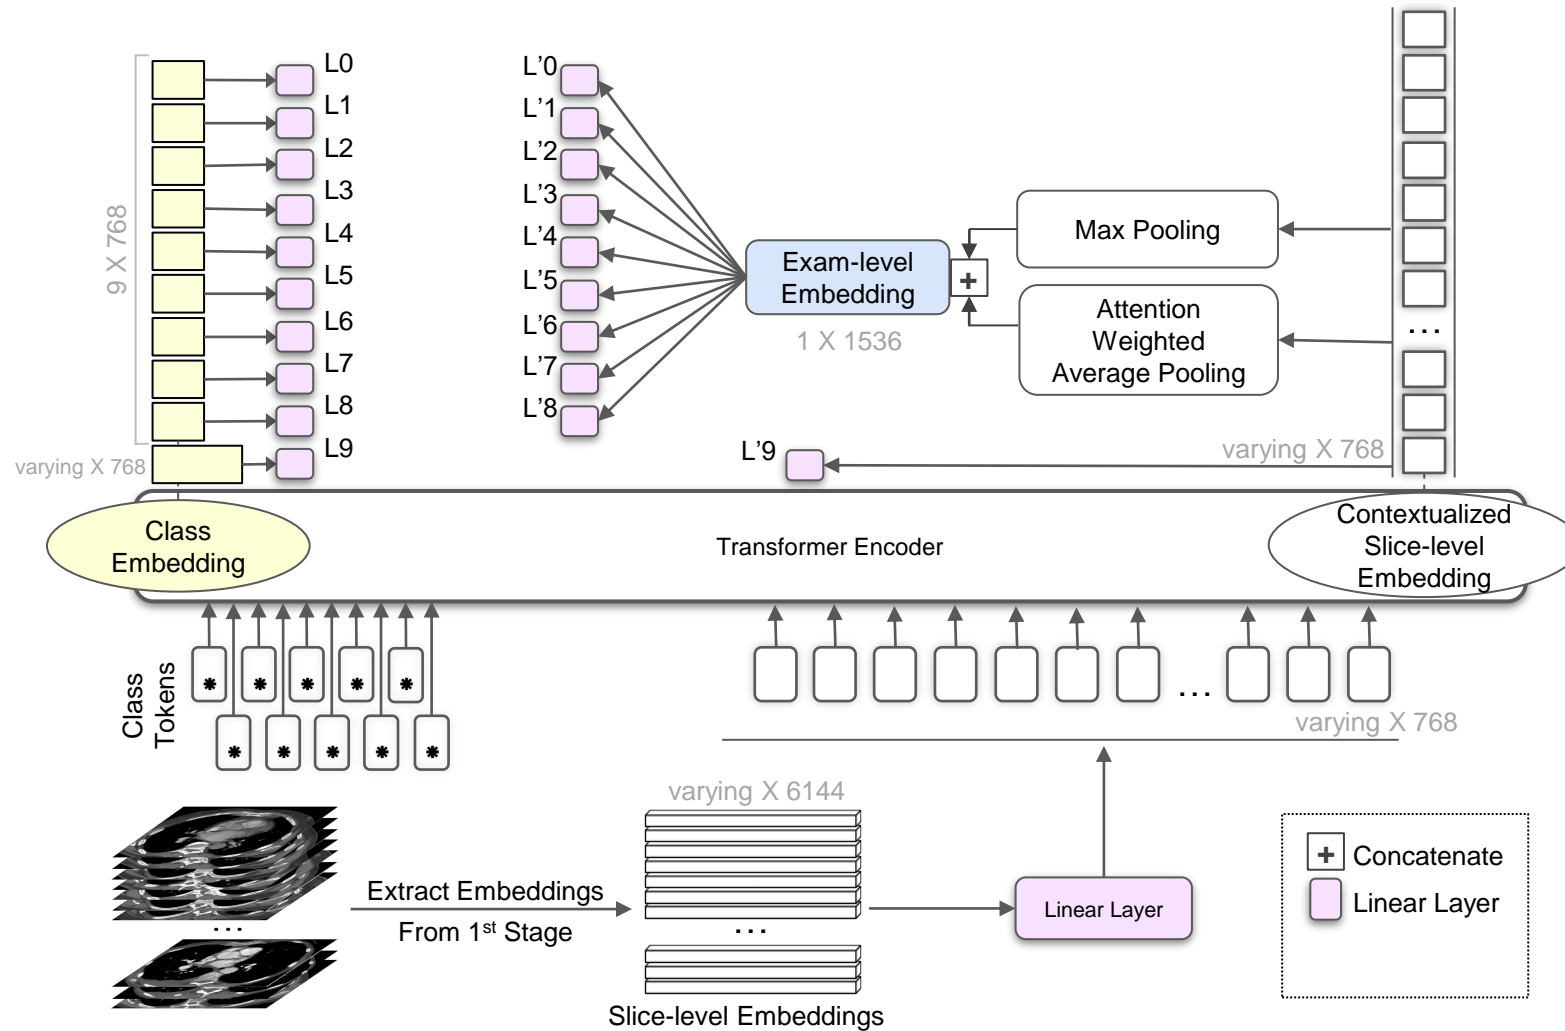 9 X 768
L0
L1
L2
L3
L4
L5
L6
L7
L8
L9
varying X 768
L'0
L'1
L'2
L'3
L'4
L'5
L'6
L'7
L'8
L'9
Exam-level
Embedding
1 X 1536
+
Max Pooling
Attention
Weighted
Average Pooling
...
varying X 768
Class
Embedding
Transformer Encoder
Contextualized
Slice-level
Embedding
Class
Tokens
* * * * *
* * * * *
...
varying X 768
varying X 6144
Extract Embeddings
From 1st Stage
...
...
Slice-level Embeddings
Linear Layer
+ Concatenate
Linear Layer